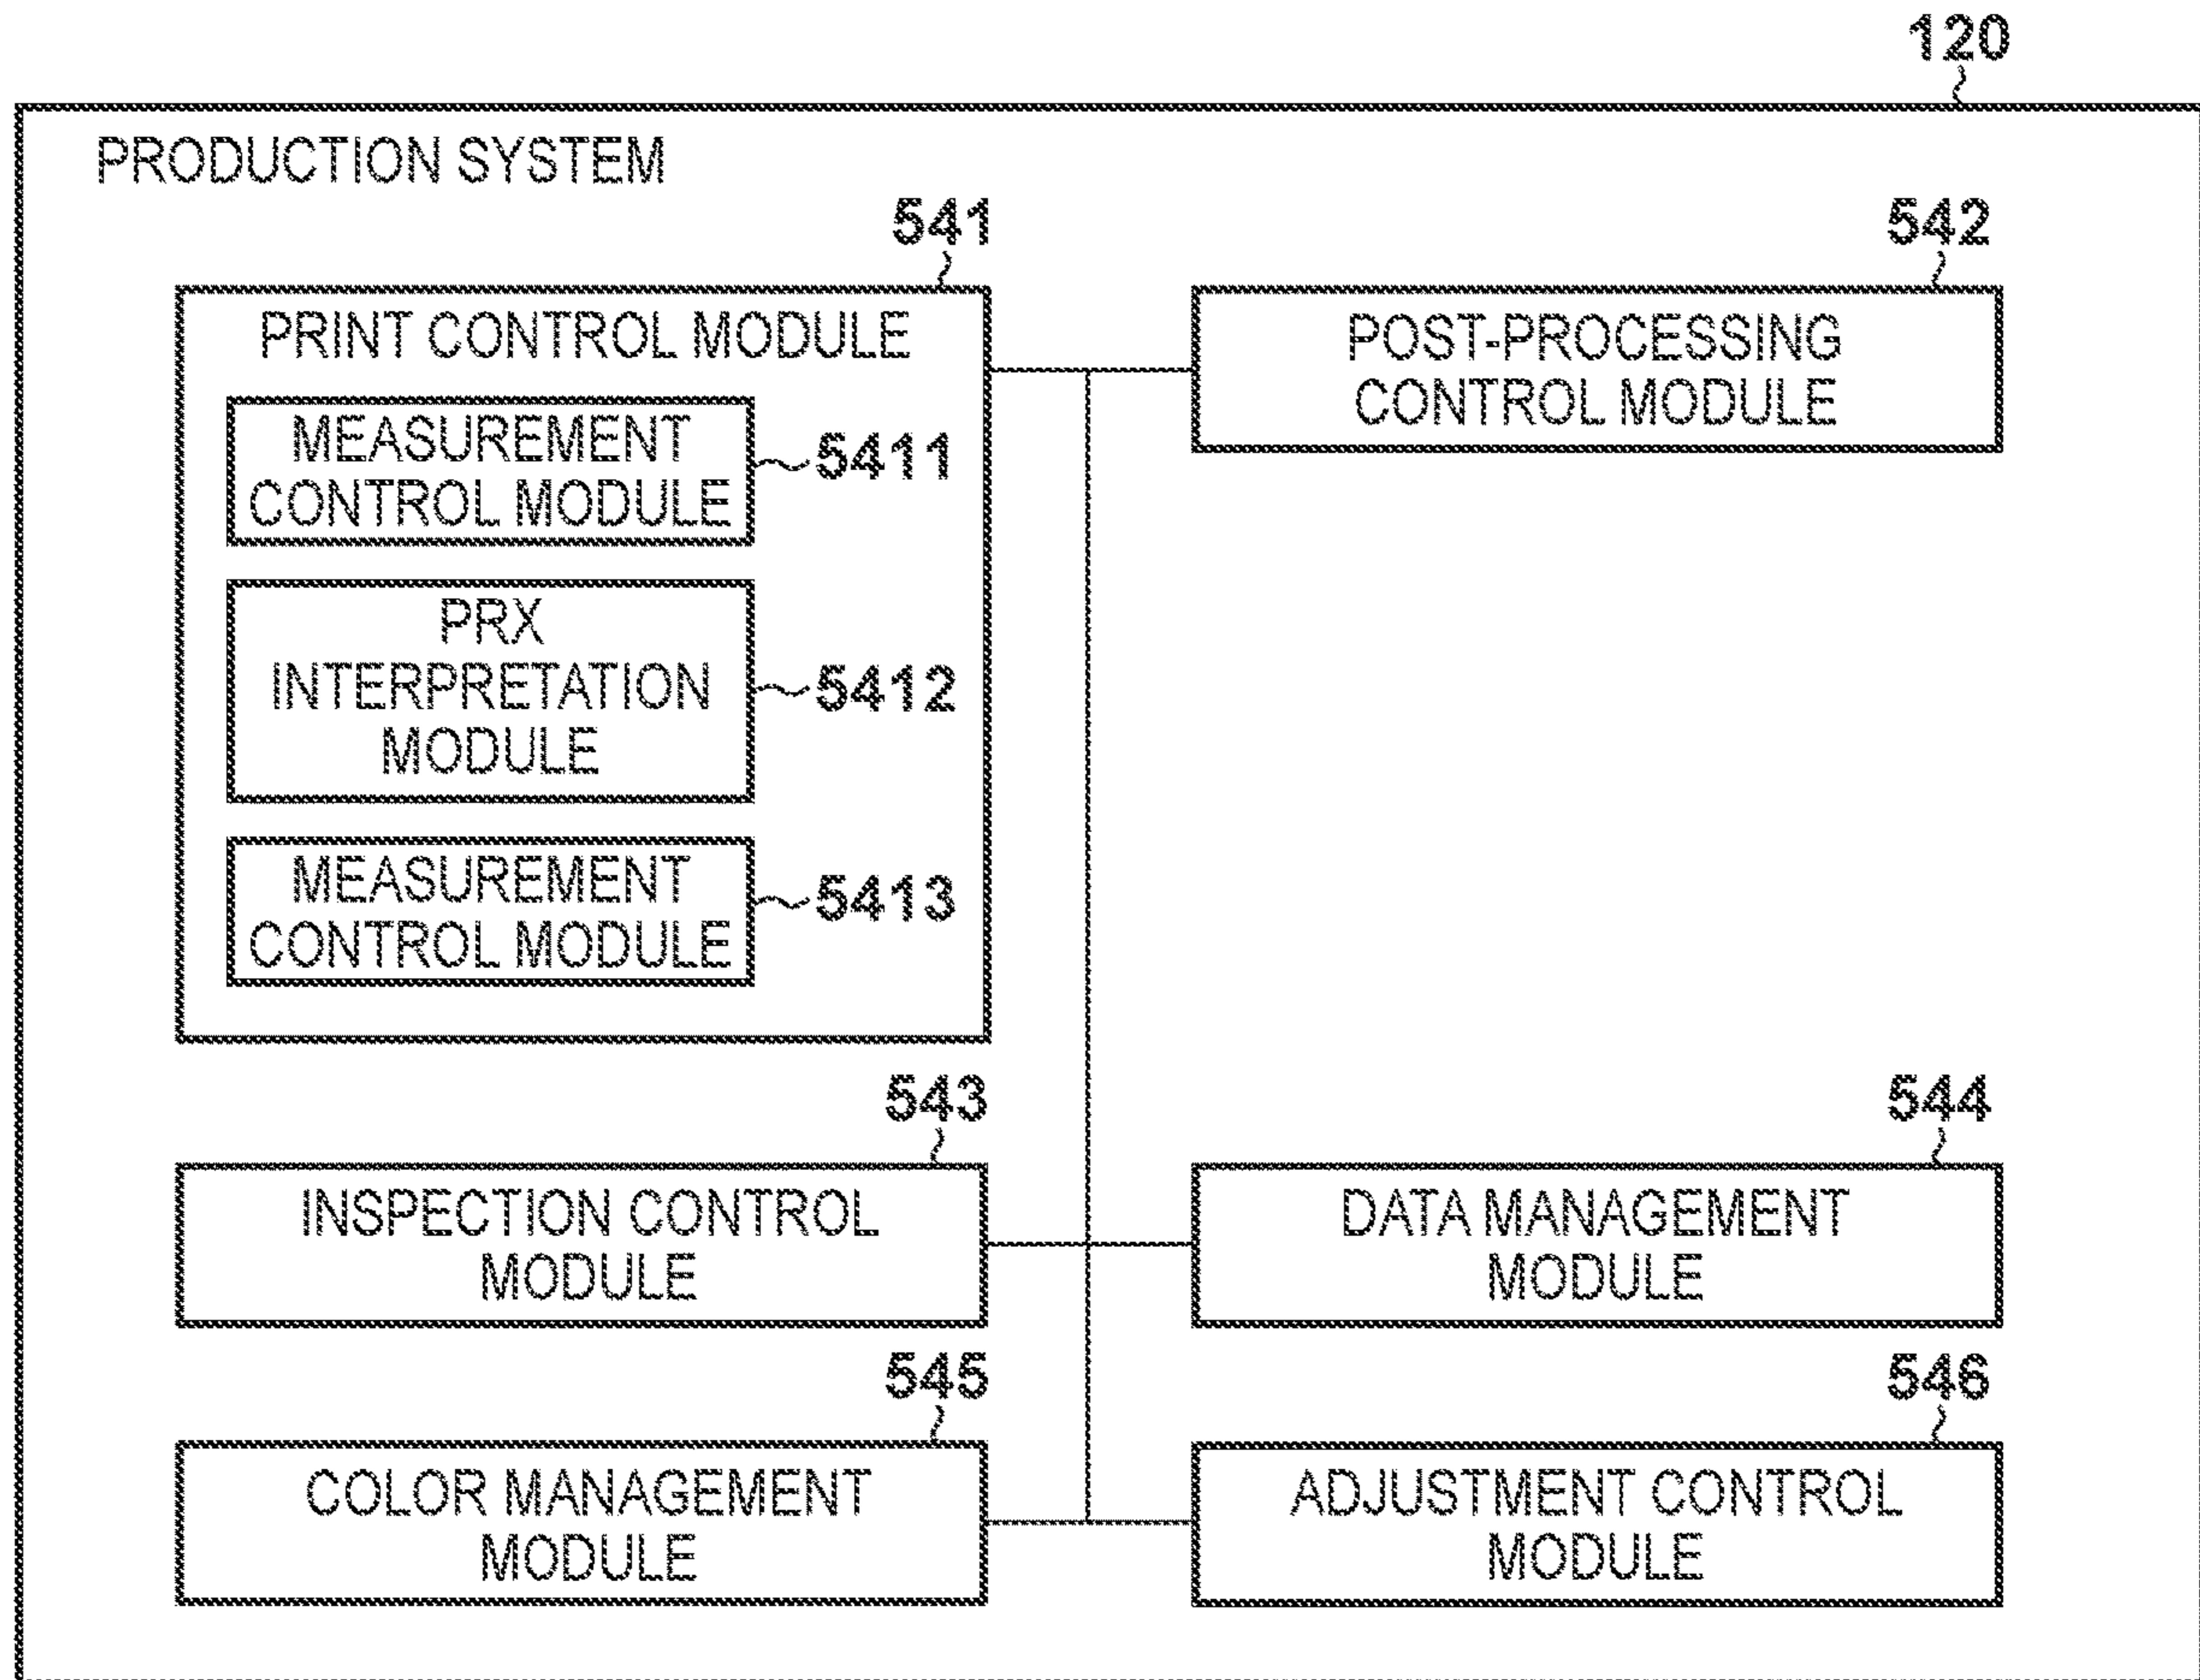 120
PRODUCTION SYSTEM
541
PRINT CONTROL MODULE
MEASUREMENT
CONTROL MODULE
5411
PRX
INTERPRETATION
MODULE
5412
MEASUREMENT
CONTROL MODULE
5413
542
POST-PROCESSING
CONTROL MODULE
543
INSPECTION CONTROL
MODULE
544
DATA MANAGEMENT
MODULE
545
COLOR MANAGEMENT
MODULE
546
ADJUSTMENT CONTROL
MODULE